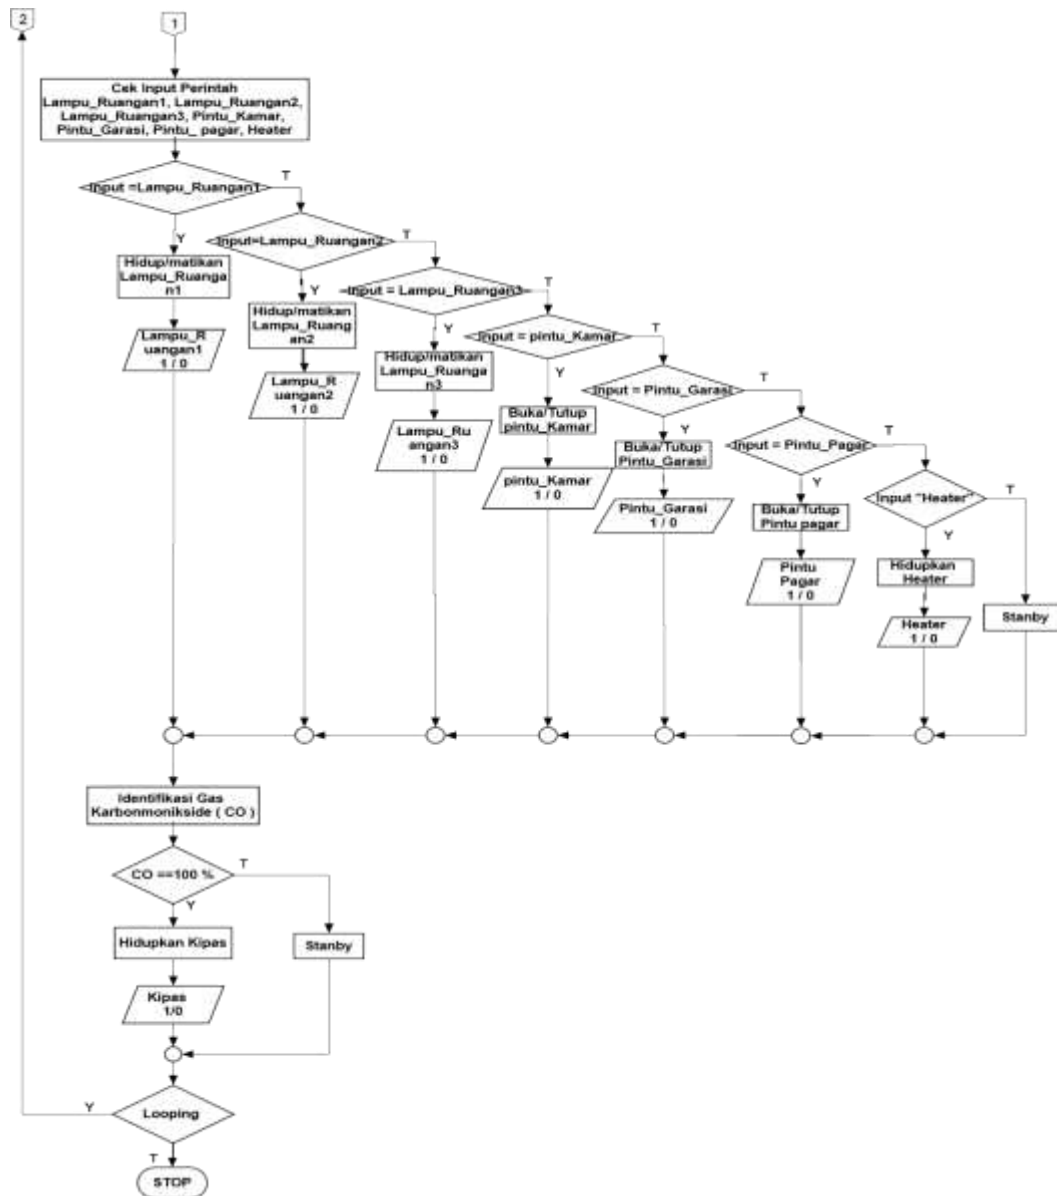 2
1
Cek Input Perintah
Lampu_Ruangan1, Lampu_Ruangan2,
Lampu_Ruangan3, Pintu_Kamar,
Pintu_Garasi, Pintu_ pagar, Heater
Input =Lampu_Ruangan1
T
Y
Hidup/matikan
Lampu_Ruanga
n1
Lampu_R
uangan1
1 / 0
Input=Lampu_Ruangan2
T
Y
Hidup/matikan
Lampu_Ruang
an2
Lampu_R
uangan2
1 / 0
Input = Lampu_Ruangan3
T
Y
Hidup/matikan
Lampu_Ruanga
n3
Lampu_Ru
angan3
1 / 0
Input = pintu_Kamar
T
Y
Buka/Tutup
pintu_Kamar
pintu_Kamar
1 / 0
Input = Pintu_Garasi
T
Y
Buka/Tutup
Pintu_Garasi
Pintu_Garasi
1 / 0
Input = Pintu_Pagar
T
Y
Buka/Tutup
Pintu pagar
Pintu
Pagar
1 / 0
Input "Heater"
T
Y
Hidupkan
Heater
Heater
1 / 0
Stanby
Identifikasi Gas
Karbonmonikside ( CO )
CO ==100 %
T
Y
Hidupkan Kipas
Stanby
Kipas
1/0
Looping
Y
T
STOP